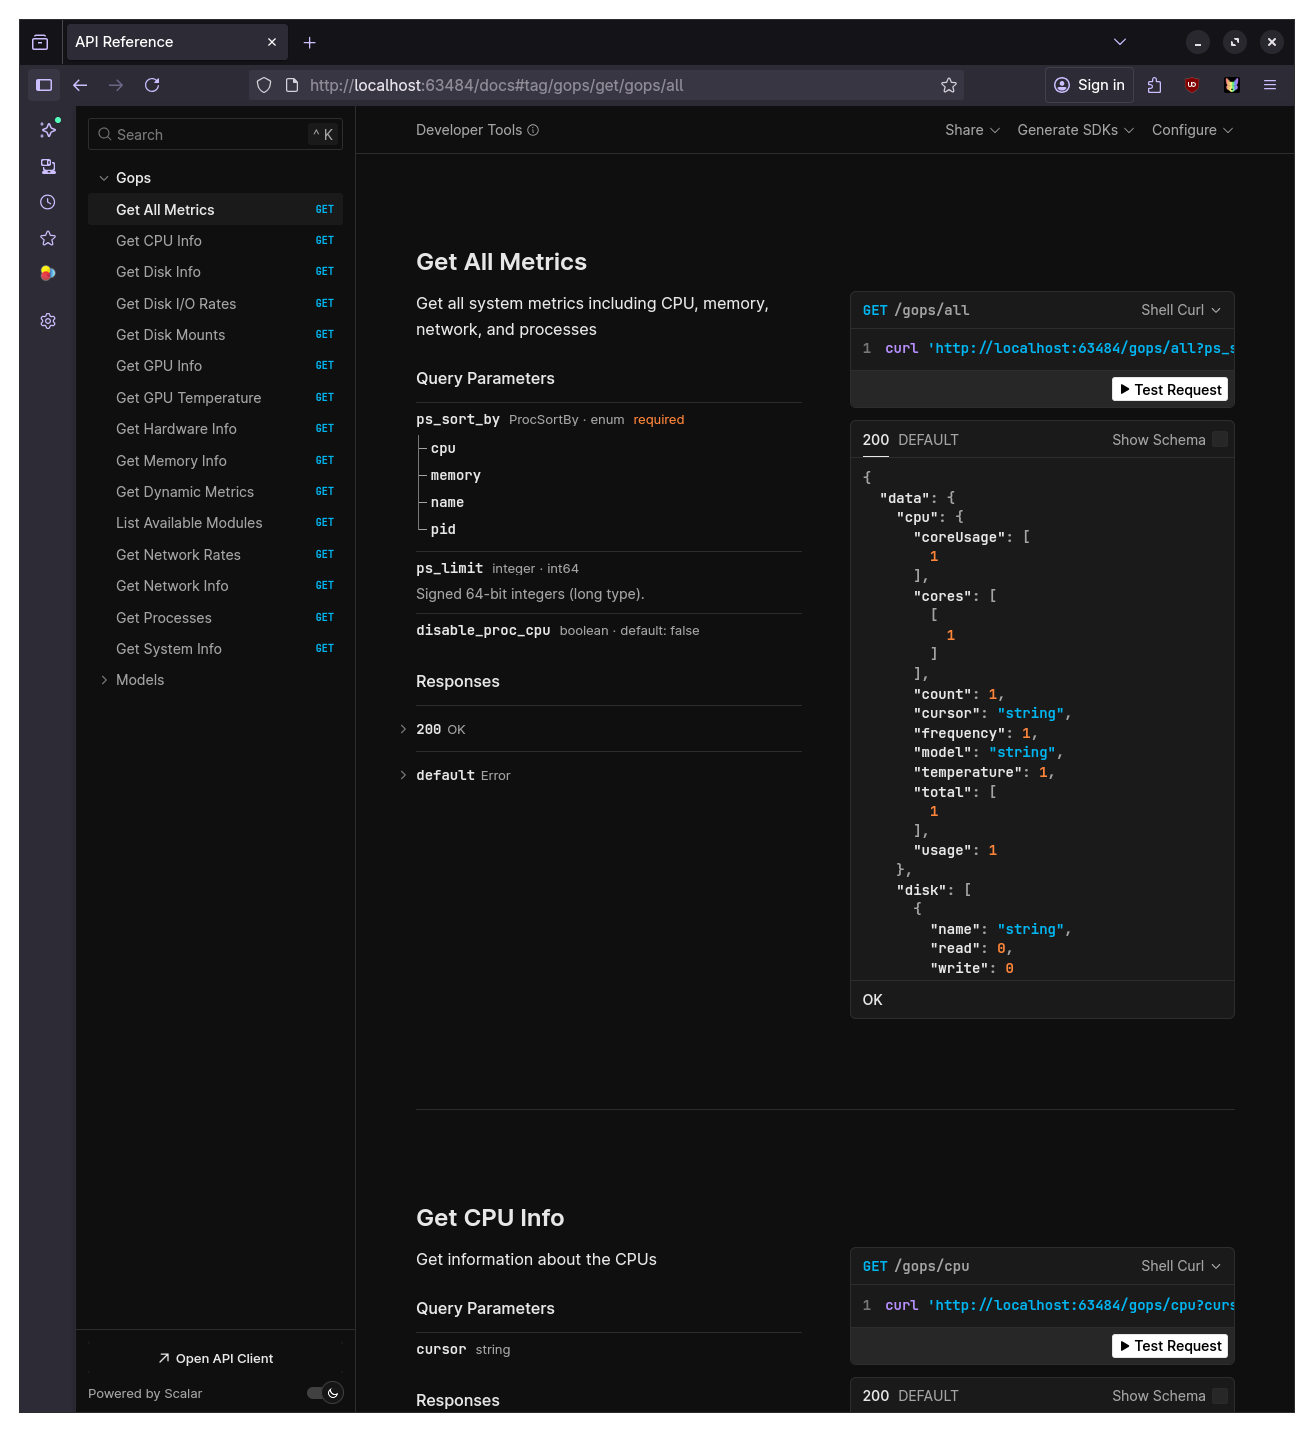 API Reference
http://localhost:63484/docs#tag/gops/get/gops/all
Sign in
Search
^ K
Gops
Get All Metrics GET
Get CPU Info GET
Get Disk Info GET
Get Disk I/O Rates GET
Get Disk Mounts GET
Get GPU Info GET
Get GPU Temperature GET
Get Hardware Info GET
Get Memory Info GET
Get Dynamic Metrics GET
List Available Modules GET
Get Network Rates GET
Get Network Info GET
Get Processes GET
Get System Info GET
Models
Open API Client
Powered by Scalar
Developer Tools
Share
Generate SDKs
Configure
Get All Metrics
Get all system metrics including CPU, memory,
network, and processes
Query Parameters
ps_sort_by ProcSortBy · enum required
cpu
memory
name
pid
ps_limit integer · int64
Signed 64-bit integers (long type).
disable_proc_cpu boolean · default: false
Responses
200 OK
default Error
GET /gops/all Shell Curl
1 curl 'http://localhost:63484/gops/all?ps_s
Test Request
200 DEFAULT Show Schema
{
"data": {
"cpu": {
"coreUsage": [
1
],
"cores": [
[
1
]
],
"count": 1,
"cursor": "string",
"frequency": 1,
"model": "string",
"temperature": 1,
"total": [
1
],
"usage": 1
},
"disk": [
{
"name": "string",
"read": 0,
"write": 0
OK
Get CPU Info
Get information about the CPUs
Query Parameters
cursor string
Responses
GET /gops/cpu Shell Curl
1 curl 'http://localhost:63484/gops/cpu?curs
Test Request
200 DEFAULT Show Schema